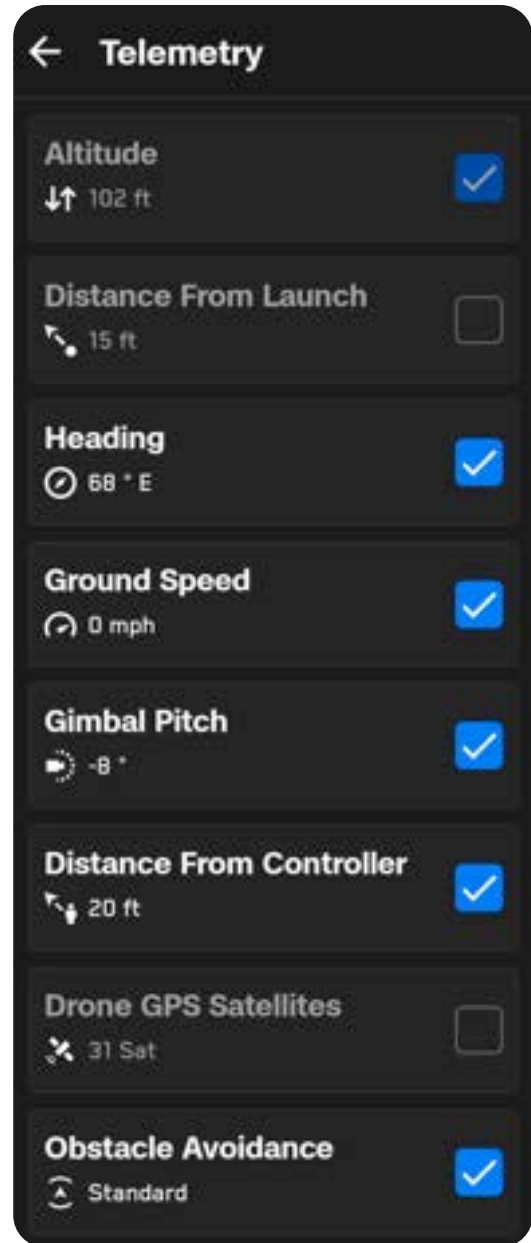 Telemetry
Altitude
102 ft
Distance From Launch
15 ft
Heading
68 ° E
Ground Speed
0 mph
Gimbal Pitch
-8 °
Distance From Controller
20 ft
Drone GPS Satellites
31 Sat
Obstacle Avoidance
Standard